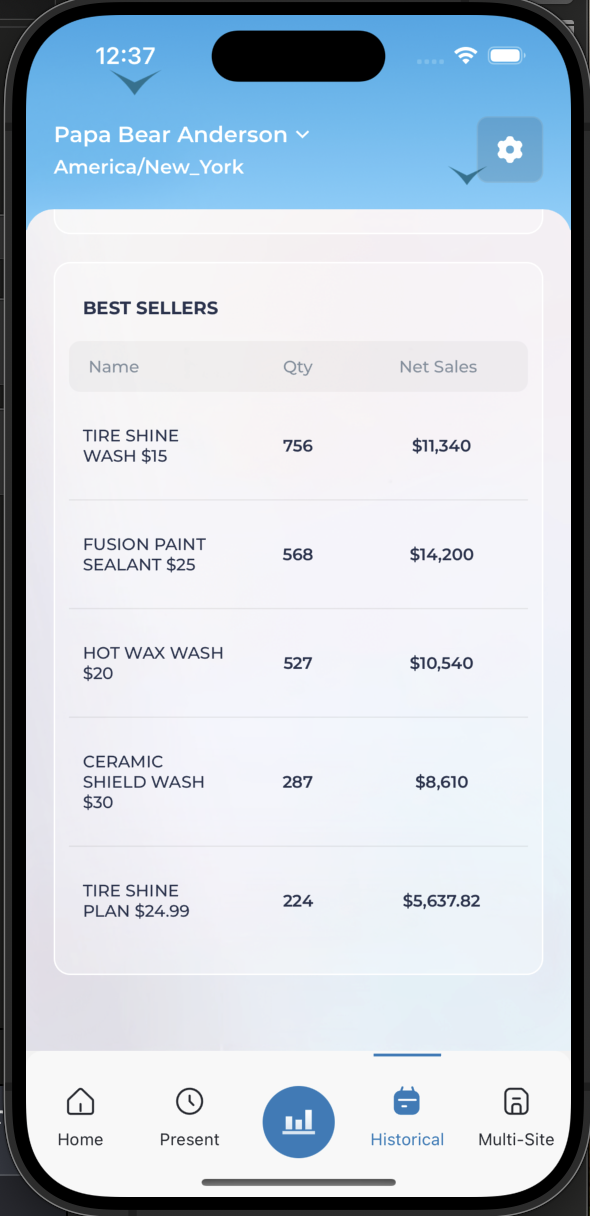 12:37
Papa Bear Anderson
America/New_York
BEST SELLERS
Name Qty Net Sales
TIRE SHINE
WASH $15
756 $11,340
FUSION PAINT
SEALANT $25
568 $14,200
HOT WAX WASH
$20
527 $10,540
CERAMIC
SHIELD WASH
$30
287 $8,610
TIRE SHINE
PLAN $24.99
224 $5,637.82
Home Present Historical Multi-Site